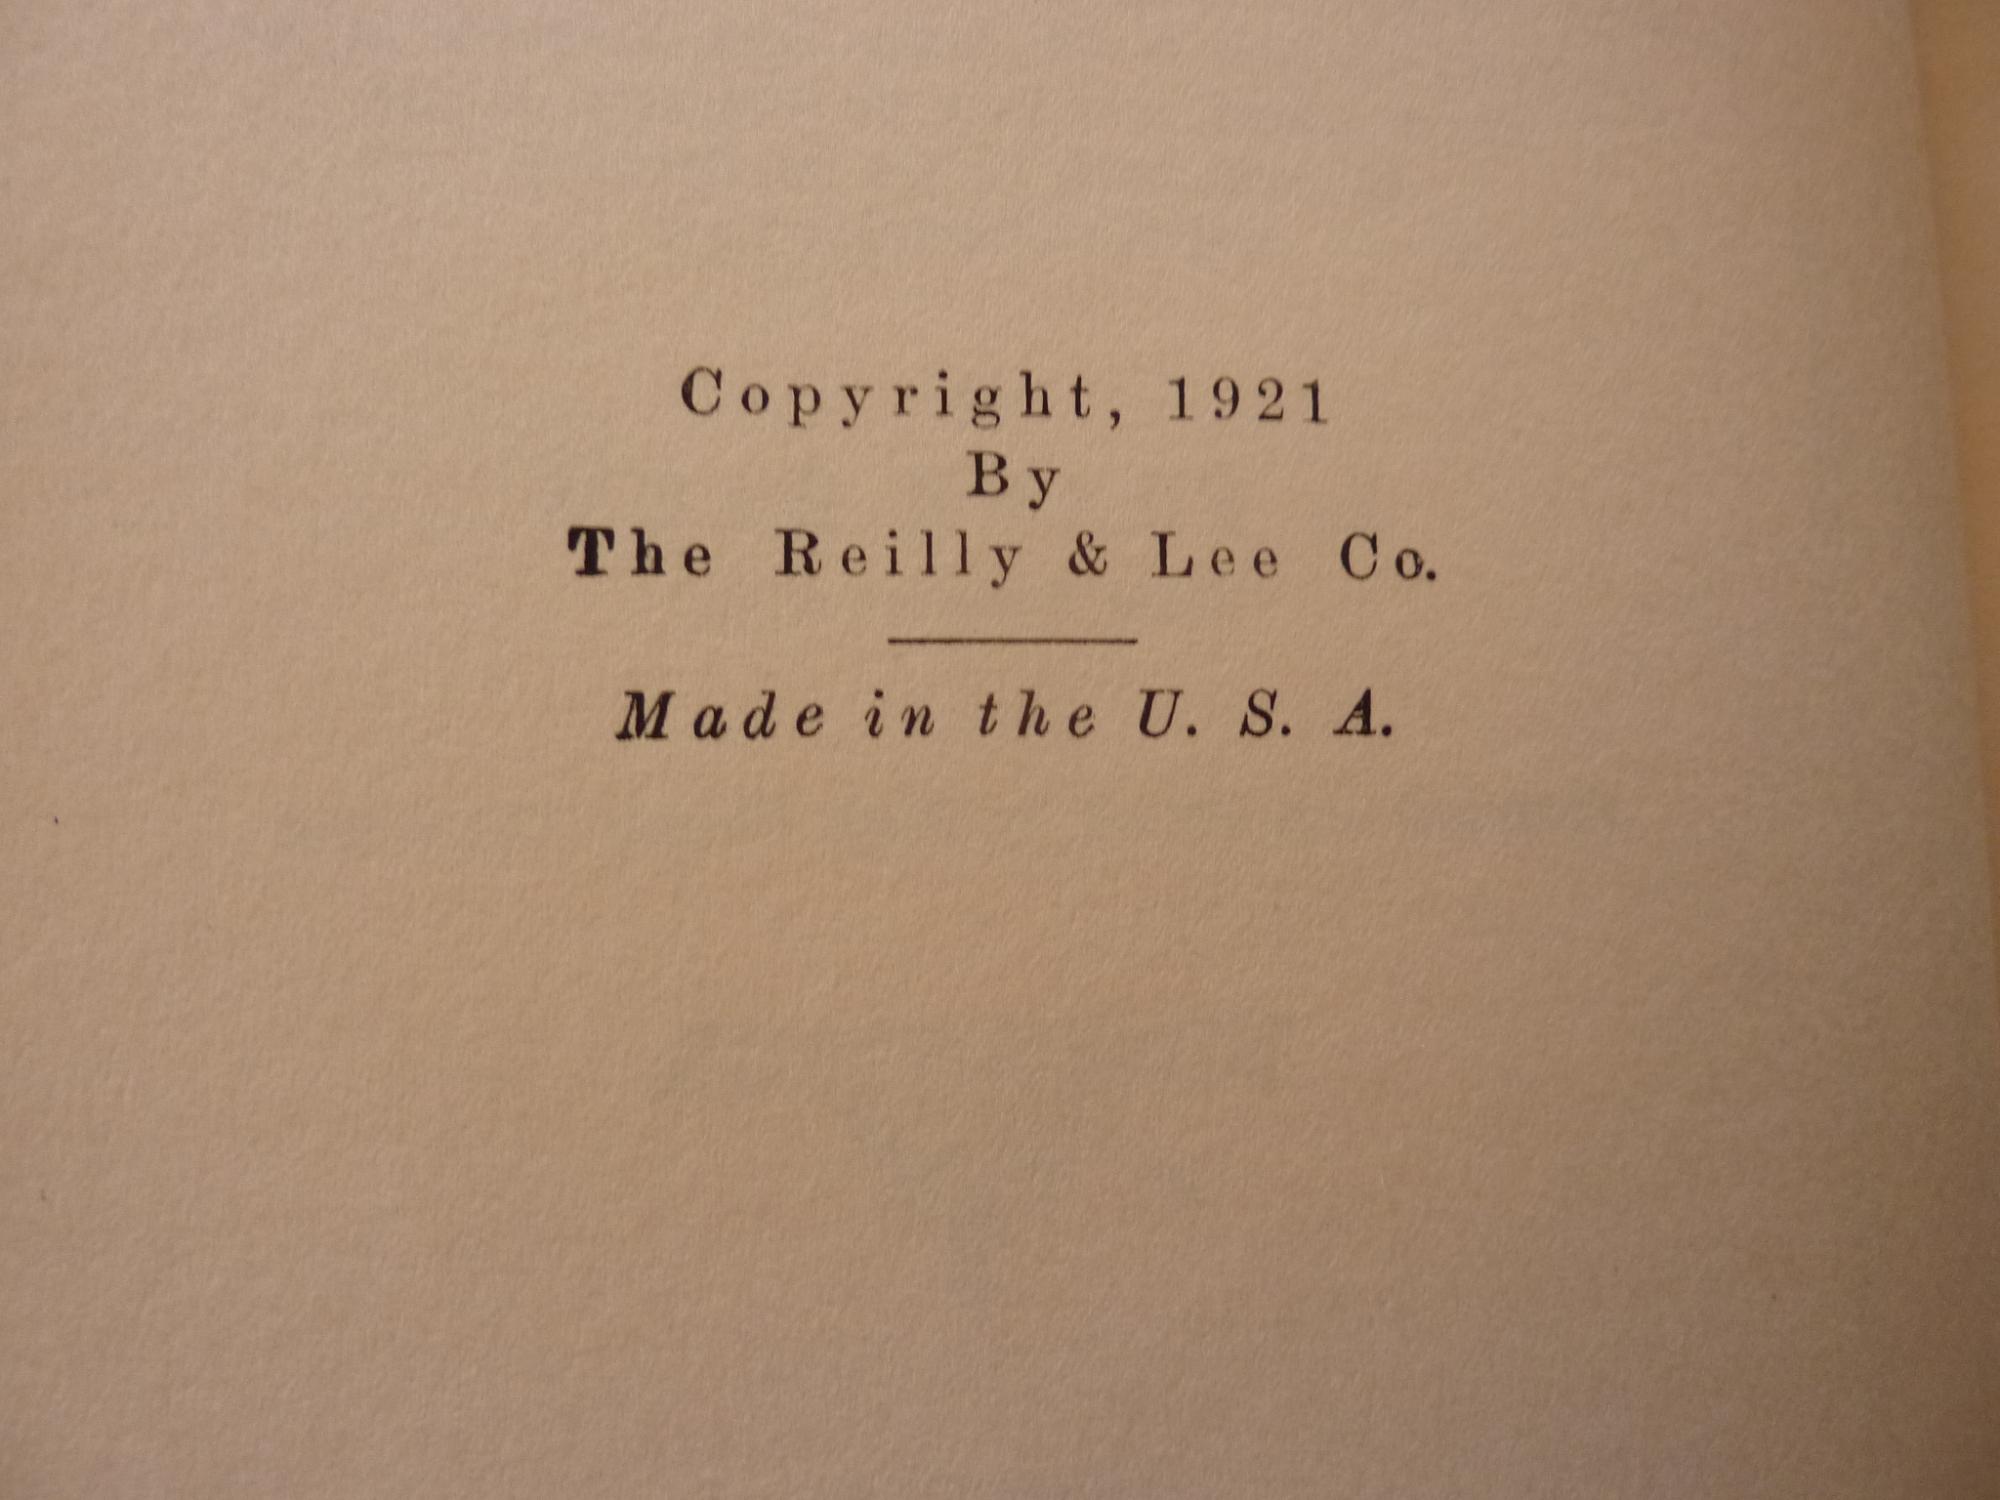 Copyright, 1921
By
The Reilly & Lee Co.
Made in the U. S. A.